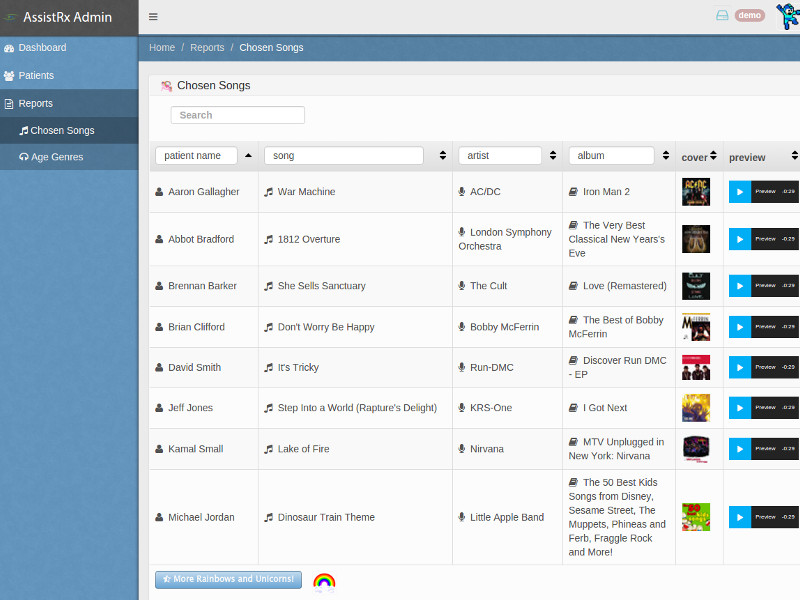 AssistRx Admin
demo
Dashboard
Patients
Reports
Chosen Songs
Age Genres
Home / Reports / Chosen Songs
Chosen Songs
Search
patient name song artist album cover preview
Aaron Gallagher War Machine AC/DC Iron Man 2 Preview -0:29
Abbot Bradford 1812 Overture London Symphony Orchestra The Very Best Classical New Years's Eve Preview -0:29
Brennan Barker She Sells Sanctuary The Cult Love (Remastered) Preview -0:29
Brian Clifford Don't Worry Be Happy Bobby McFerrin The Best of Bobby McFerrin Preview -0:29
David Smith It's Tricky Run-DMC Discover Run DMC - EP Preview -0:29
Jeff Jones Step Into a World (Rapture's Delight) KRS-One I Got Next Preview -0:29
Kamal Small Lake of Fire Nirvana MTV Unplugged in New York: Nirvana Preview -0:29
Michael Jordan Dinosaur Train Theme Little Apple Band The 50 Best Kids Songs from Disney, Sesame Street, The Muppets, Phineas and Ferb, Fraggle Rock and More! Preview -0:29
More Rainbows and Unicorns!